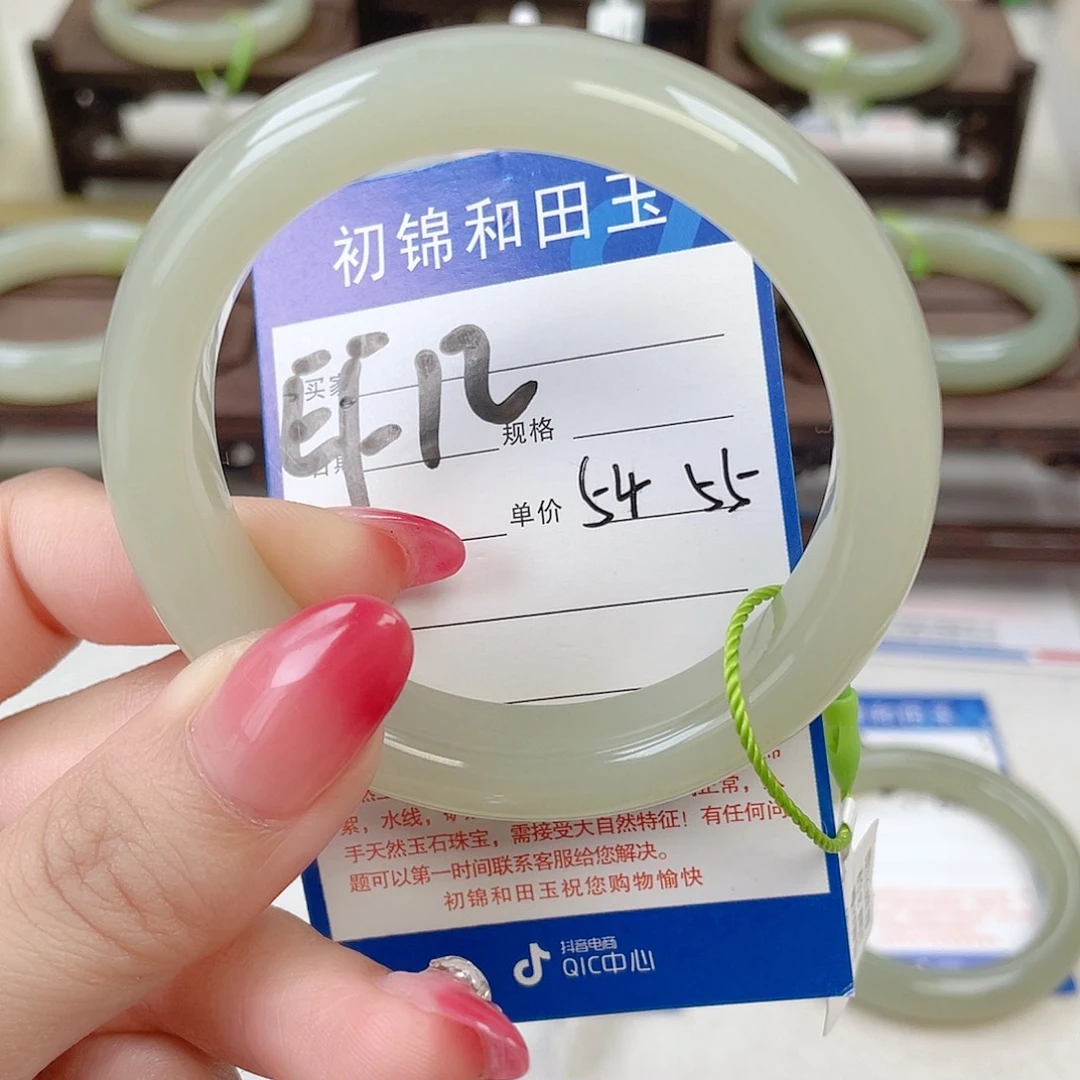 初锦和田玉
买家
EF12
规格
日期
单价 54 55
正常，
絮，水线，
手天然玉石珠宝，需接受大自然特征！有任何问
题可以第一时间联系客服给您解决。
初锦和田玉祝您购物愉快
抖音电商
QIC中心